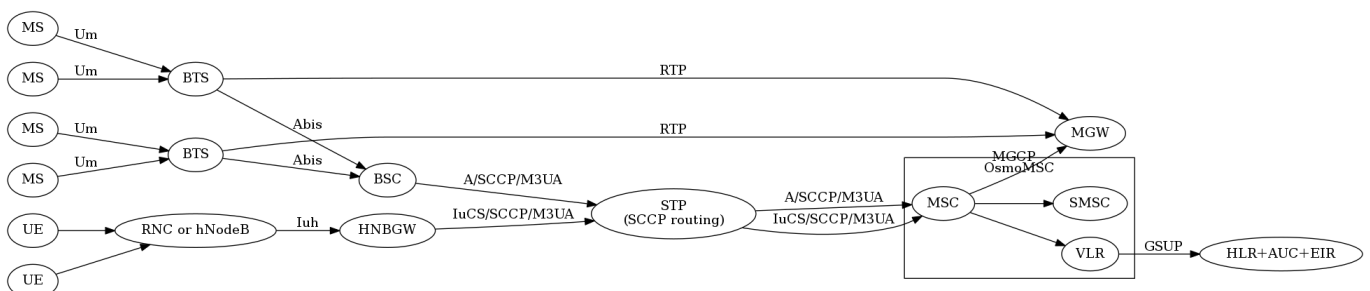 MS
Um
MS
Um
BTS
RTP
MS
Um
MS
Um
BTS
Abis
Abis
RTP
MGW
BSC
A/SCCP/M3UA
MGCP
OsmoMSC
UE
UE
RNC or hNodeB
Iuh
HNBGW
IuCS/SCCP/M3UA
STP
(SCCP routing)
A/SCCP/M3UA
IuCS/SCCP/M3UA
MSC
SMSC
VLR
GSUP
HLR+AUC+EIR